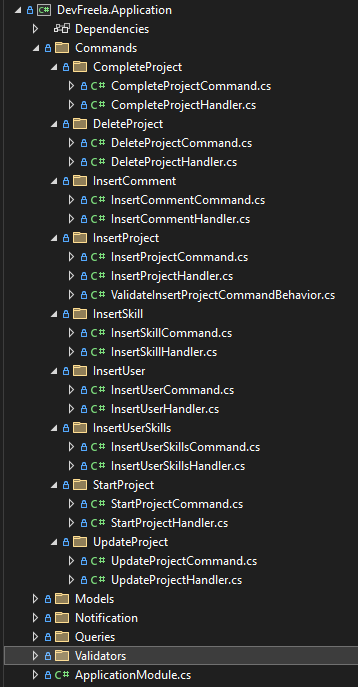 DevFreela.Application
Dependencies
Commands
CompleteProject
C# CompleteProjectCommand.cs
C# CompleteProjectHandler.cs
DeleteProject
C# DeleteProjectCommand.cs
C# DeleteProjectHandler.cs
InsertComment
C# InsertCommentCommand.cs
C# InsertCommentHandler.cs
InsertProject
C# InsertProjectCommand.cs
C# InsertProjectHandler.cs
C# ValidateInsertProjectCommandBehavior.cs
InsertSkill
C# InsertSkillCommand.cs
C# InsertSkillHandler.cs
InsertUser
C# InsertUserCommand.cs
C# InsertUserHandler.cs
InsertUserSkills
C# InsertUserSkillsCommand.cs
C# InsertUserSkillsHandler.cs
StartProject
C# StartProjectCommand.cs
C# StartProjectHandler.cs
UpdateProject
C# UpdateProjectCommand.cs
C# UpdateProjectHandler.cs
Models
Notification
Queries
Validators
C# ApplicationModule.cs